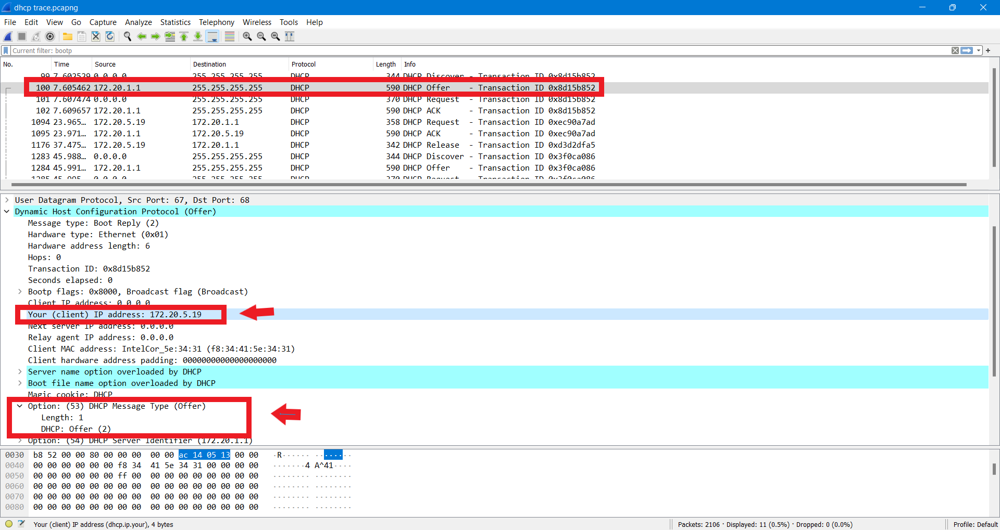 dhcp trace.pcapng
File Edit View Go Capture Analyze Statistics Telephony Wireless Tools Help
Current filter: bootp
No. Time Source Destination Protocol Length Info
99 7.602529 0.0.0.0 255.255.255.255 DHCP 344 DHCP Discover - Transaction ID 0x8d15b852
100 7.605462 172.20.1.1 255.255.255.255 DHCP 590 DHCP Offer - Transaction ID 0x8d15b852
101 7.607474 0.0.0.0 255.255.255.255 DHCP 370 DHCP Request - Transaction ID 0x8d15b852
102 7.609657 172.20.1.1 255.255.255.255 DHCP 590 DHCP ACK - Transaction ID 0x8d15b852
1094 23.965… 172.20.5.19 172.20.1.1 DHCP 358 DHCP Request - Transaction ID 0xec90a7ad
1095 23.971… 172.20.1.1 172.20.5.19 DHCP 590 DHCP ACK - Transaction ID 0xec90a7ad
1176 37.475… 172.20.5.19 172.20.1.1 DHCP 342 DHCP Release - Transaction ID 0xd3d2dfa5
1283 45.988… 0.0.0.0 255.255.255.255 DHCP 344 DHCP Discover - Transaction ID 0x3f0ca086
1284 45.991… 172.20.1.1 255.255.255.255 DHCP 590 DHCP Offer - Transaction ID 0x3f0ca086
1285 45.995… 0.0.0.0 255.255.255.255 DHCP 370 DHCP Request - Transaction ID 0x3f0ca086
User Datagram Protocol, Src Port: 67, Dst Port: 68
Dynamic Host Configuration Protocol (Offer)
Message type: Boot Reply (2)
Hardware type: Ethernet (0x01)
Hardware address length: 6
Hops: 0
Transaction ID: 0x8d15b852
Seconds elapsed: 0
Bootp flags: 0x8000, Broadcast flag (Broadcast)
Client IP address: 0.0.0.0
Your (client) IP address: 172.20.5.19
Next server IP address: 0.0.0.0
Relay agent IP address: 0.0.0.0
Client MAC address: IntelCor_5e:34:31 (f8:34:41:5e:34:31)
Client hardware address padding: 00000000000000000000
Server name option overloaded by DHCP
Boot file name option overloaded by DHCP
Magic cookie: DHCP
Option: (53) DHCP Message Type (Offer)
Length: 1
DHCP: Offer (2)
Option: (54) DHCP Server Identifier (172.20.1.1)
0030 b8 52 00 00 80 00 00 00 00 00 ac 14 05 13 00 00 ·R······ ········
0040 00 00 00 00 00 00 f8 34 41 5e 34 31 00 00 00 00 ·······4 A^41····
0050 00 00 00 00 00 00 ff 00 00 00 00 00 00 00 00 00 ········ ········
0060 00 00 00 00 00 00 00 00 00 00 00 00 00 00 00 00 ········ ········
0070 00 00 00 00 00 00 00 00 00 00 00 00 00 00 00 00 ········ ········
0080 00 00 00 00 00 00 00 00 00 00 00 00 00 00 00 00 ········ ········
Your (client) IP address (dhcp.ip.your), 4 bytes Packets: 2106 · Displayed: 11 (0.5%) · Dropped: 0 (0.0%) Profile: Default